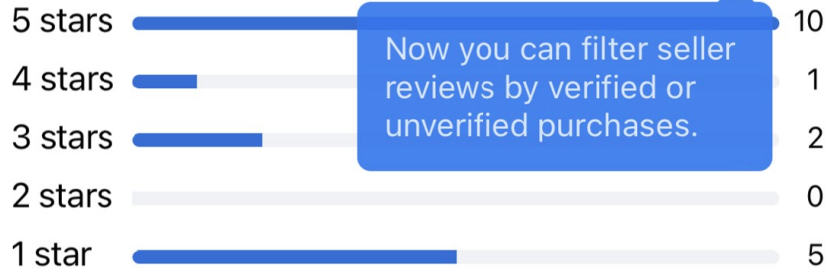 5 stars 10
Now you can filter seller
4 stars 1
reviews by verified or
unverified purchases.
3 stars 2
2 stars 0
1 star 5